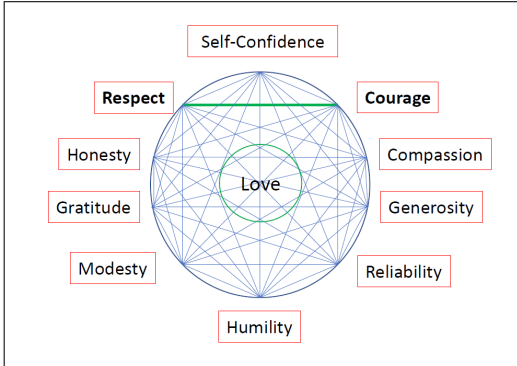 Self-Confidence
Respect
Courage
Honesty
Compassion
Love
Gratitude
Generosity
Modesty
Reliability
Humility